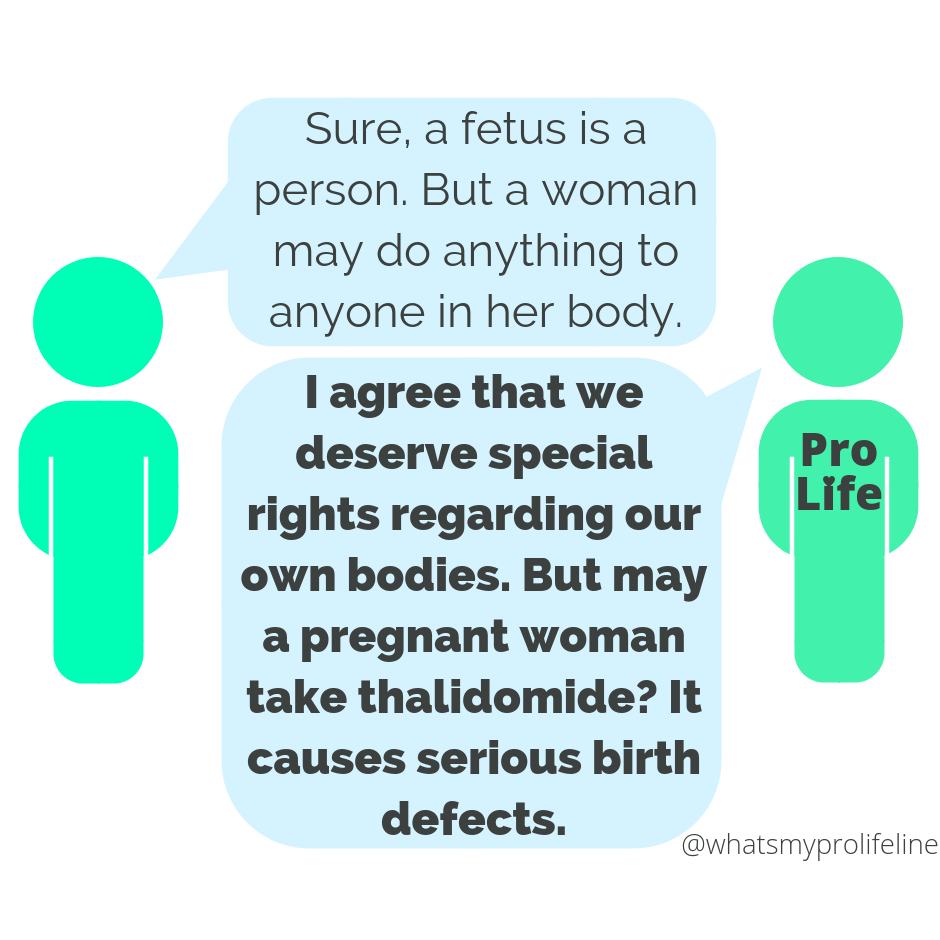 Sure, a fetus is a
person. But a woman
may do anything to
anyone in her body.
I agree that we
deserve special
rights regarding our
own bodies. But may
a pregnant woman
take thalidomide? It
causes serious birth
defects.
Pro
Life
@whatsmyprolifeline